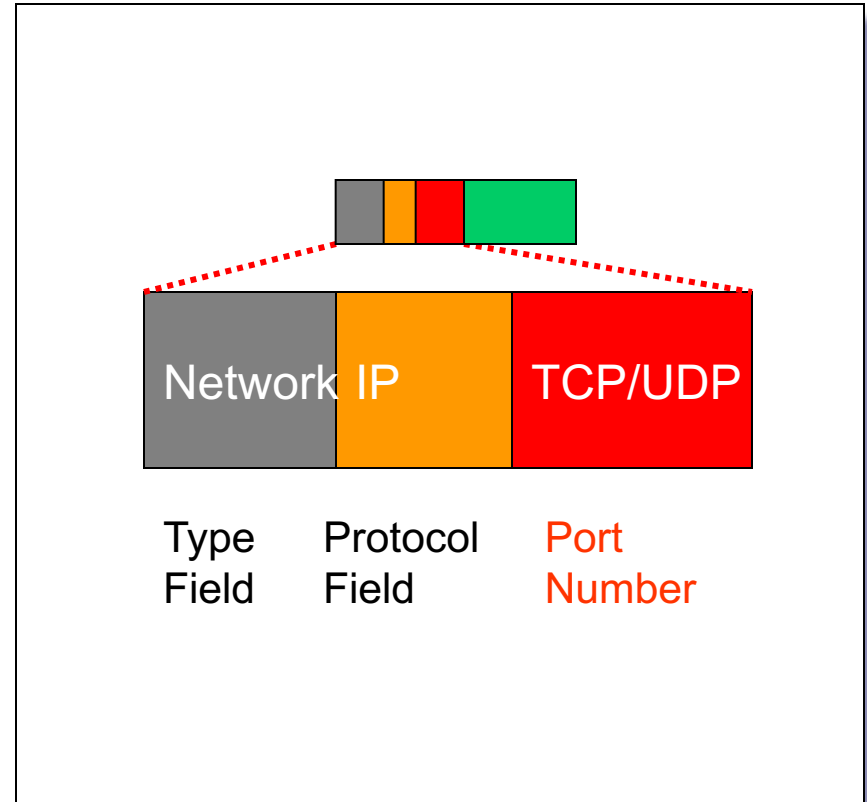 Network IP TCP/UDP
Type Protocol Port
Field Field Number